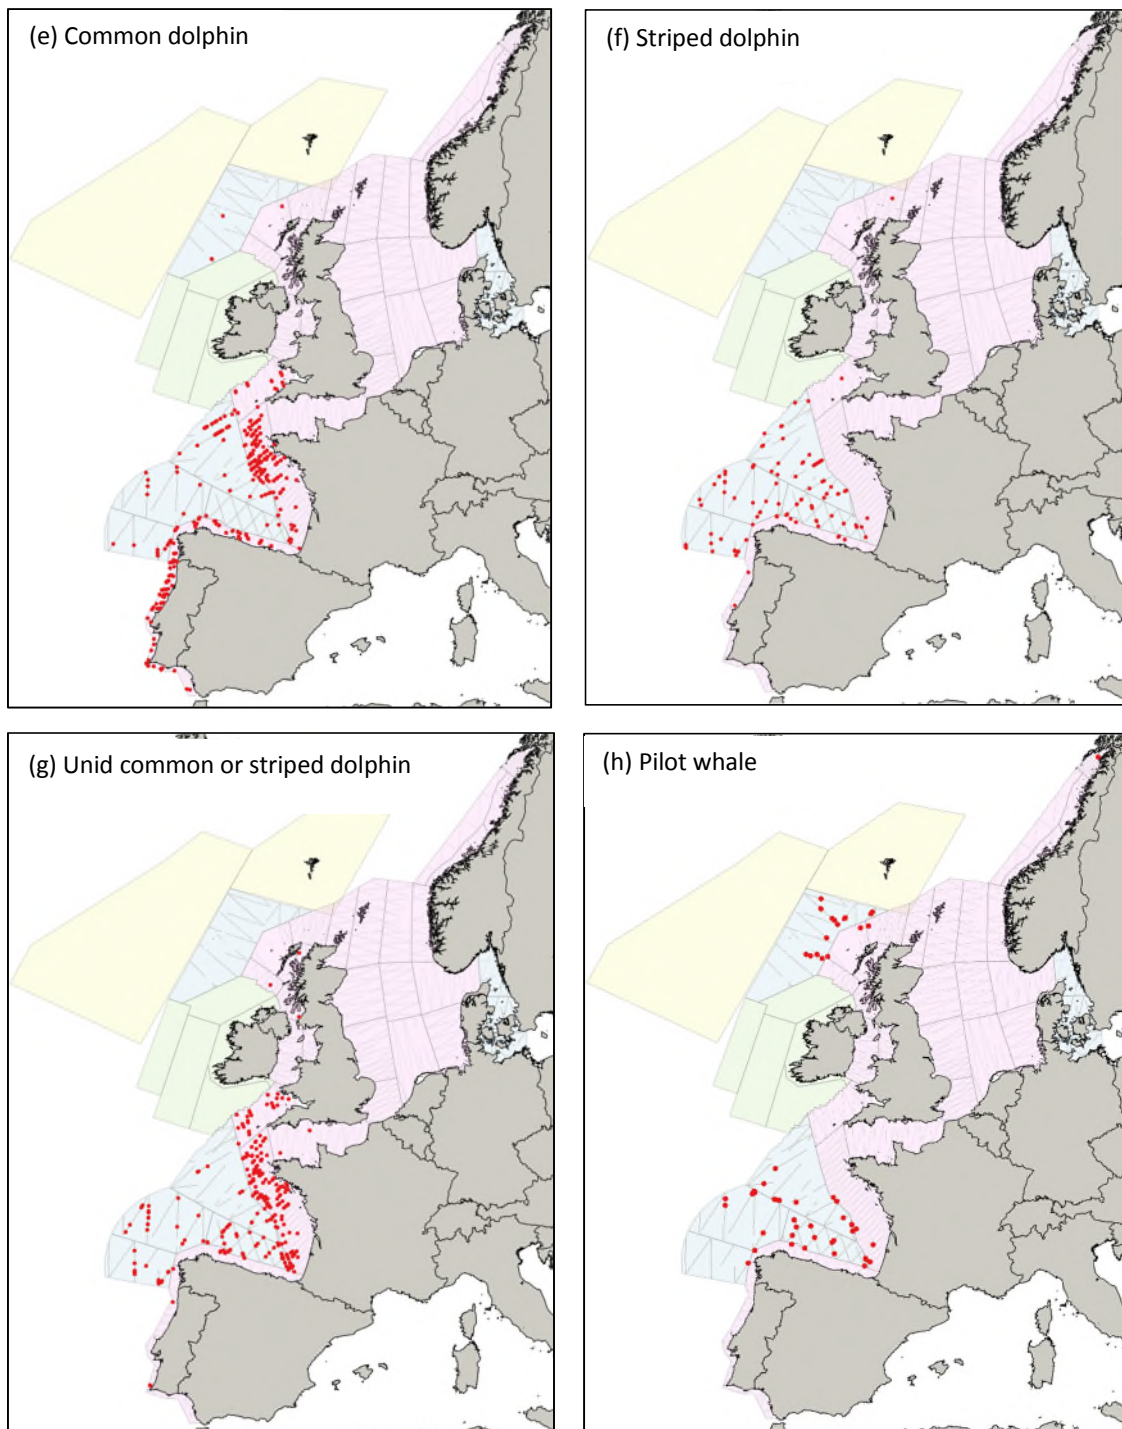 (e) Common dolphin
(f) Striped dolphin
(g) Unid common or striped dolphin
(h) Pilot whale